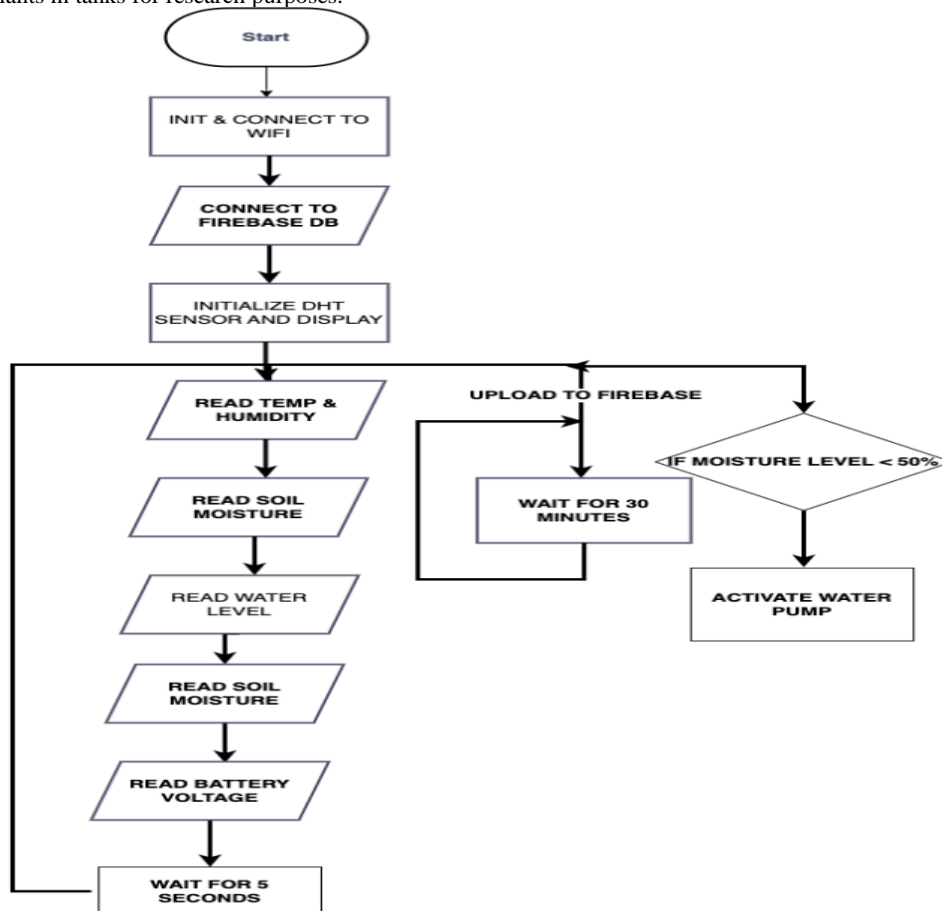 ants in tanks for research purposes.
Start
INIT & CONNECT TO
WIFI
CONNECT TO
FIREBASE DB
INITIALIZE DHT
SENSOR AND DISPLAY
READ TEMP &
HUMIDITY
READ SOIL
MOISTURE
READ WATER
LEVEL
READ SOIL
MOISTURE
READ BATTERY
VOLTAGE
WAIT FOR 5
SECONDS
UPLOAD TO FIREBASE
WAIT FOR 30
MINUTES
IF MOISTURE LEVEL < 50%
ACTIVATE WATER
PUMP